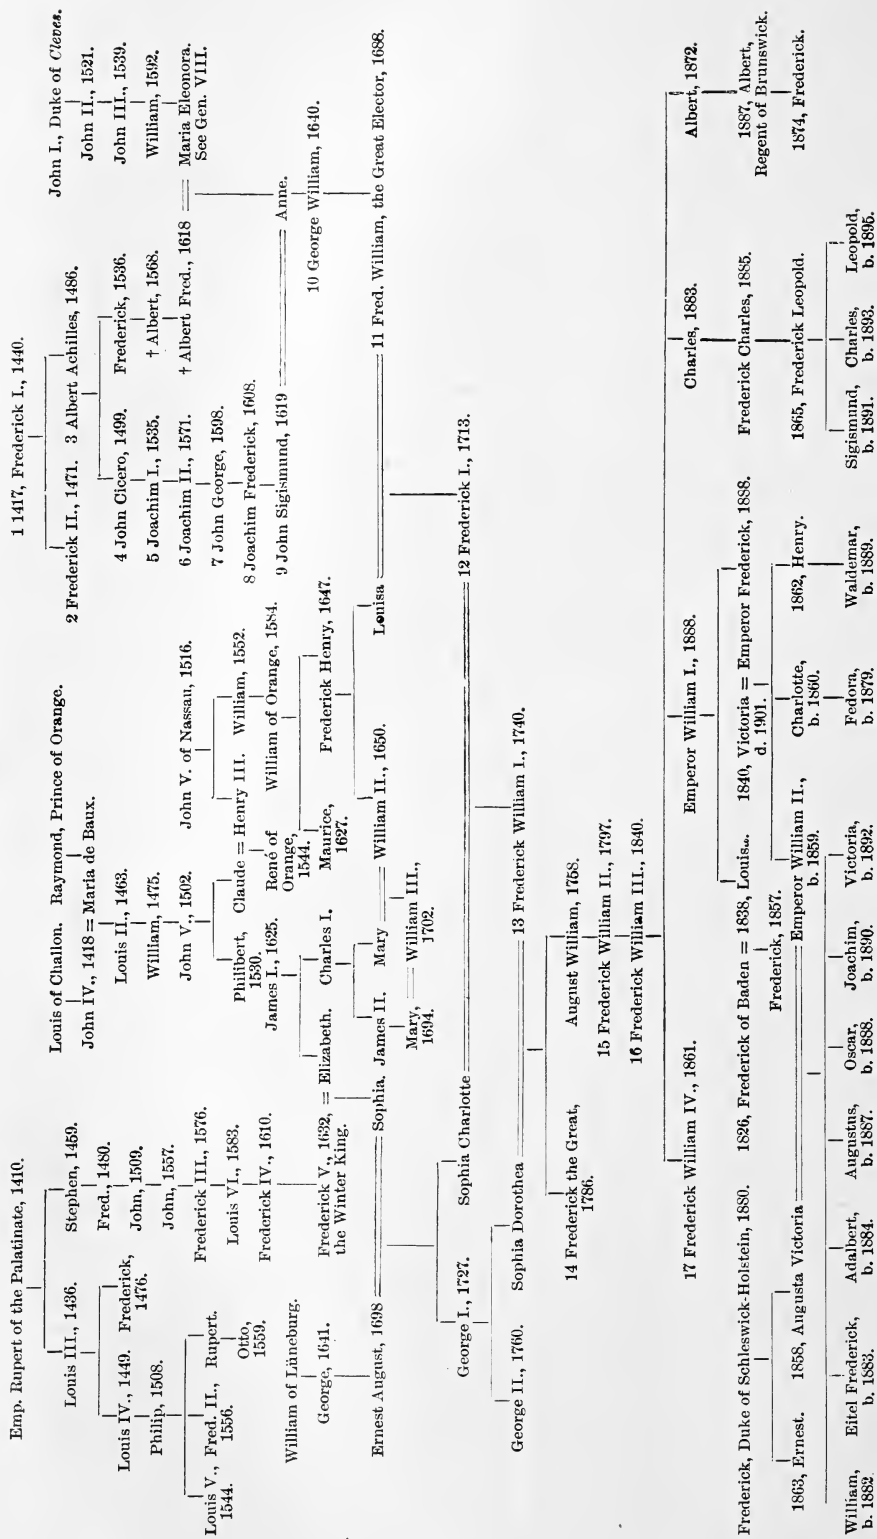 Emp. Rupert of the Palatinate, 1410.
Louis III., 1436.
Stephen, 1459.
Louis IV., 1449.
Frederick, 1476.
Fred., 1480.
Philip, 1508.
John, 1509.
John, 1557.
Louis V., 1544.
Fred. II., 1556.
Rupert.
Otto, 1559.
Frederick III., 1576.
Louis VI., 1583.
Frederick IV., 1610.
William of Lüneburg.
George, 1641.
Frederick V., 1632, = Elizabeth.
the Winter King.
Louis of Challon.
Raymond, Prince of Orange.
John IV., 1418 = Maria de Baux.
Louis II., 1463.
William, 1475.
John V., 1502.
John V. of Nassau, 1516.
Philibert, 1530.
Claude = Henry III.
William, 1552.
James I., 1625.
René of Orange, 1544.
William of Orange, 1584.
Charles I.
Maurice, 1627.
Frederick Henry, 1647.
1 1417, Frederick I., 1440.
2 Frederick II., 1471.
3 Albert Achilles, 1486.
4 John Cicero, 1499.
Frederick, 1536.
5 Joachim I., 1535.
† Albert, 1568.
6 Joachim II., 1571.
† Albert Fred., 1618
Maria Eleonora.
See Gen. VIII.
7 John George, 1598.
8 Joachim Frederick, 1608.
9 John Sigismund, 1619
Anne.
10 George William, 1640.
John I., Duke of Cleves.
John II., 1521.
John III., 1539.
William, 1592.
Ernest August, 1698
Sophia.
James II.
Mary
William II., 1650.
Louisa
11 Fred. William, the Great Elector, 1688.
Mary, 1694.
William III., 1702.
George I., 1727.
Sophia Charlotte
12 Frederick I., 1713.
George II., 1760.
Sophia Dorothea
13 Frederick William I., 1740.
14 Frederick the Great, 1786.
August William, 1758.
15 Frederick William II., 1797.
16 Frederick William III., 1840.
17 Frederick William IV., 1861.
Emperor William I., 1888.
Charles, 1883.
Albert, 1872.
Frederick, Duke of Schleswick-Holstein, 1880.
1826, Frederick of Baden = 1838,
1840, Victoria = Emperor Frederick, 1888.
d. 1901.
Frederick Charles, 1885.
1887, Albert,
Regent of Brunswick.
1863, Ernest.
1858, Augusta Victoria
Frederick, 1857.
Emperor William II.,
b. 1859.
Charlotte,
b. 1860.
1862, Henry.
1865, Frederick Leopold.
1874, Frederick.
William,
b. 1882.
Eitel Frederick,
b. 1883.
Adalbert,
b. 1884.
Augustus,
b. 1887.
Oscar,
b. 1888.
Joachim,
b. 1890.
Victoria,
b. 1892.
Fedora,
b. 1879.
Waldemar,
b. 1889.
Sigismund,
b. 1891.
Charles,
b. 1893.
Leopold,
b. 1895.